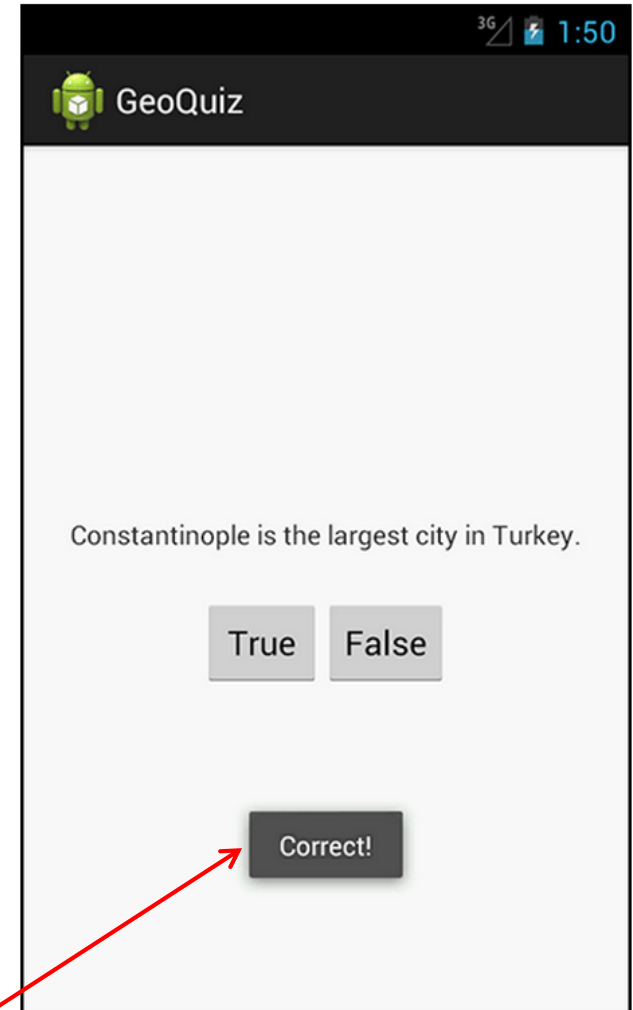 3G 1:50
GeoQuiz
Constantinople is the largest city in Turkey.
True False
Correct!